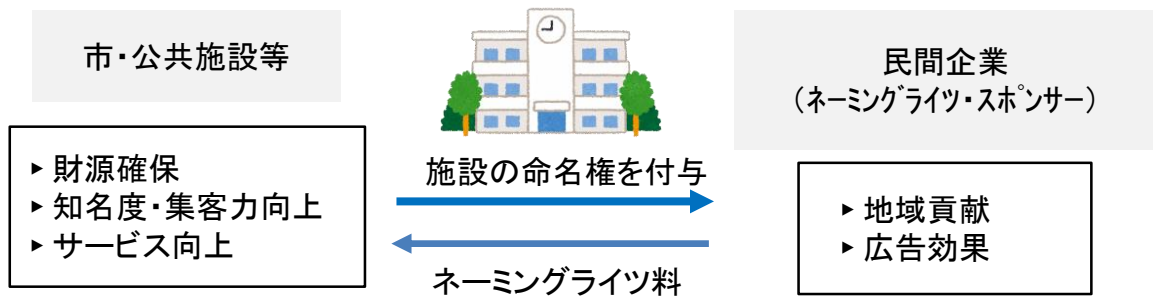 市・公共施設等
▸ 財源確保
▸ 知名度・集客力向上
▸ サービス向上
施設の命名権を付与
ネーミングライツ料
民間企業
（ﾈｰﾐﾝｸﾞﾗｲﾂ・ｽﾎﾟﾝｻｰ）
▸ 地域貢献
▸ 広告効果